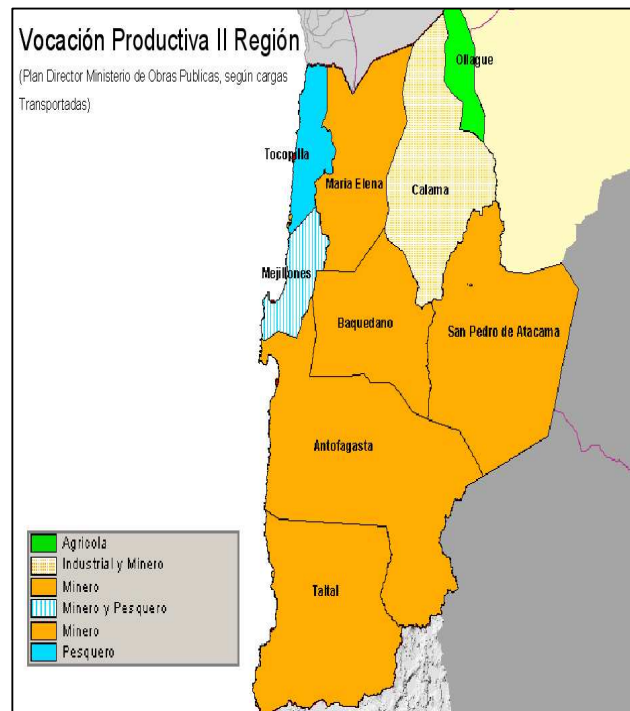 Vocación Productiva II Región
(Plan Director Ministerio de Obras Publicas, según cargas
Transportadas)
Ollague
Tocopilla
Maria Elena
Calama
Mejillones
Baquedano
San Pedro de Atacama
Antofagasta
Taltal
Agricola
Industrial y Minero
Minero
Minero y Pesquero
Minero
Pesquero